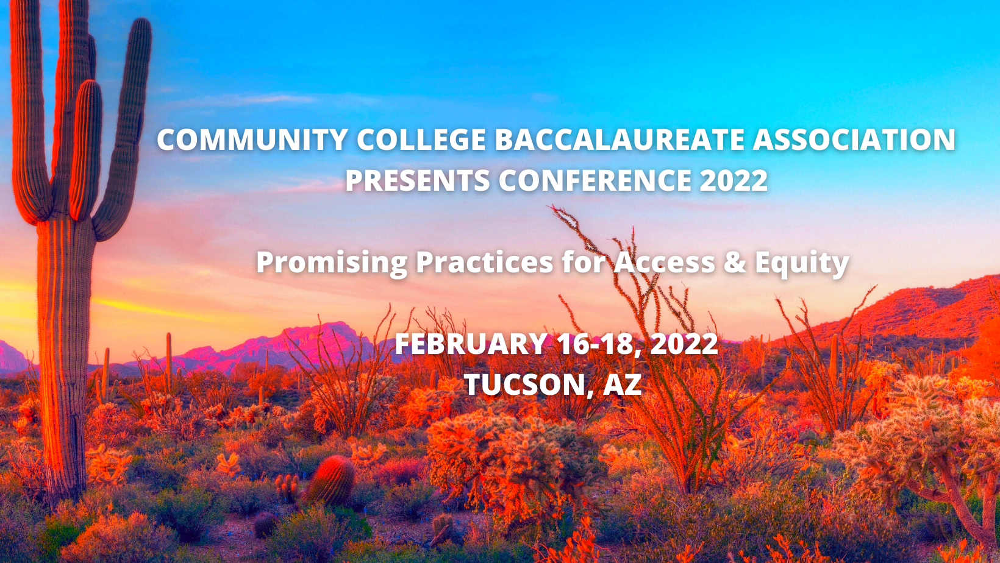 COMMUNITY COLLEGE BACCALAUREATE ASSOCIATION
PRESENTS CONFERENCE 2022
Promising Practices for Access & Equity
FEBRUARY 16-18, 2022
TUCSON, AZ